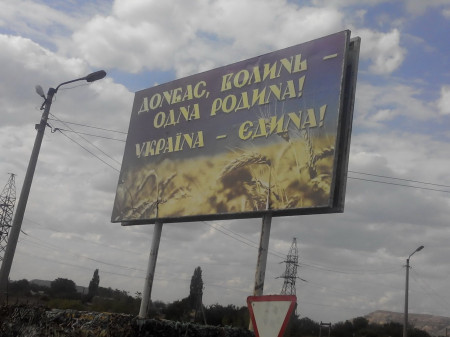 ДОНБАС, ВОЛИНЬ –
ОДНА РОДИНА!
УКРАЇНА – ЄДИНА!